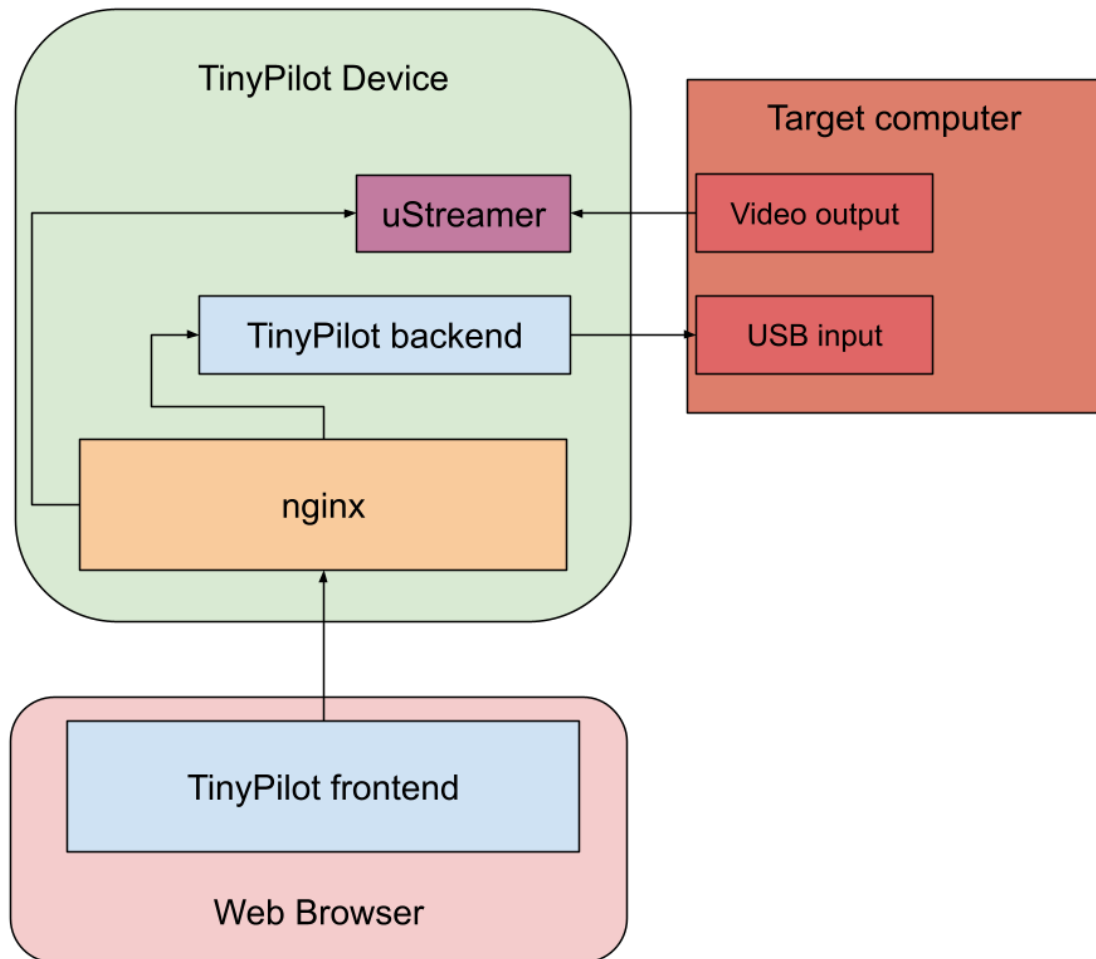 TinyPilot Device
Target computer
uStreamer
Video output
TinyPilot backend
USB input
nginx
TinyPilot frontend
Web Browser